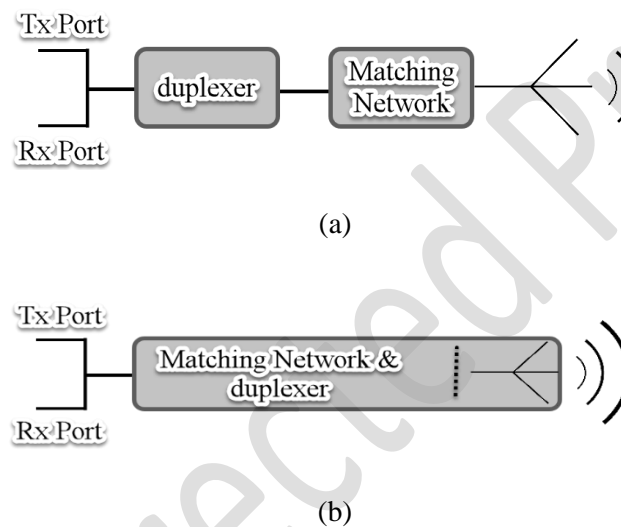 Tx Port
duplexer
Matching
Network
Rx Port
(a)
Tx Port
Matching Network &
duplexer
Rx Port
(b)